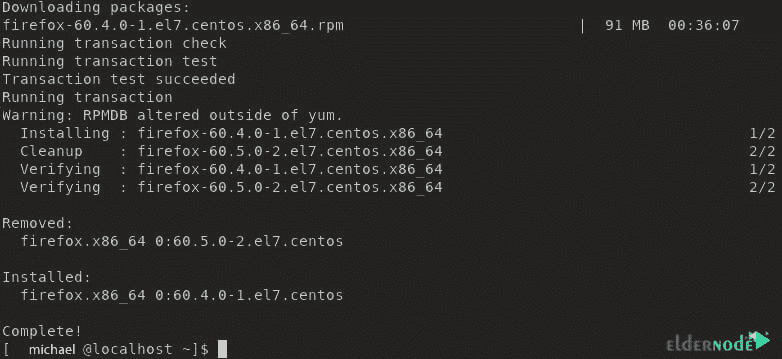 Downloading packages:
firefox-60.4.0-1.el7.centos.x86_64.rpm | 91 MB 00:36:07
Running transaction check
Running transaction test
Transaction test succeeded
Running transaction
Warning: RPMDB altered outside of yum.
Installing : firefox-60.4.0-1.el7.centos.x86_64 1/2
Cleanup : firefox-60.5.0-2.el7.centos.x86_64 2/2
Verifying : firefox-60.4.0-1.el7.centos.x86_64 1/2
Verifying : firefox-60.5.0-2.el7.centos.x86_64 2/2
Removed:
firefox.x86_64 0:60.5.0-2.el7.centos
Installed:
firefox.x86_64 0:60.4.0-1.el7.centos
Complete!
[ michael @localhost ~]$
elderNODE